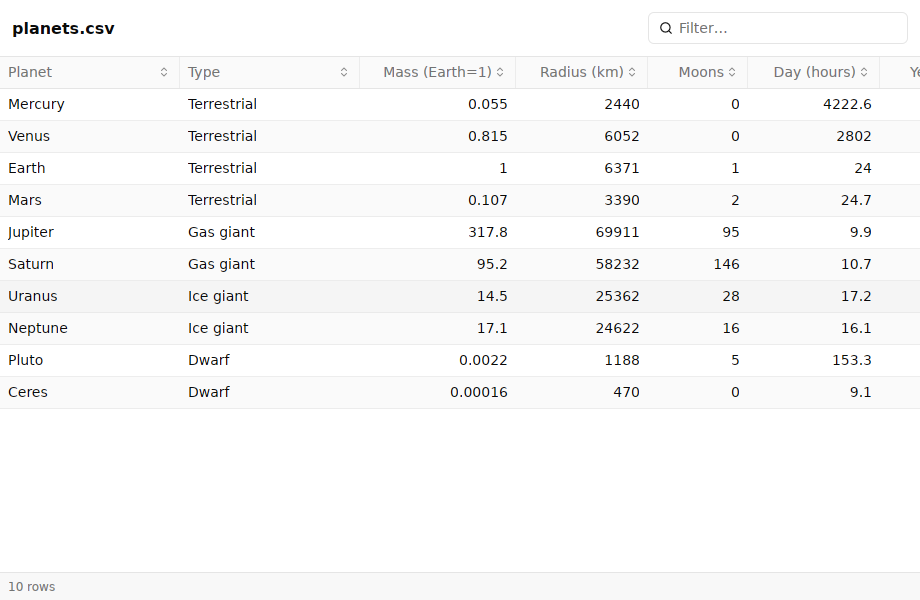 planets.csv Filter...
Planet Type Mass (Earth=1) Radius (km) Moons Day (hours)
Mercury Terrestrial 0.055 2440 0 4222.6
Venus Terrestrial 0.815 6052 0 2802
Earth Terrestrial 1 6371 1 24
Mars Terrestrial 0.107 3390 2 24.7
Jupiter Gas giant 317.8 69911 95 9.9
Saturn Gas giant 95.2 58232 146 10.7
Uranus Ice giant 14.5 25362 28 17.2
Neptune Ice giant 17.1 24622 16 16.1
Pluto Dwarf 0.0022 1188 5 153.3
Ceres Dwarf 0.00016 470 0 9.1
10 rows